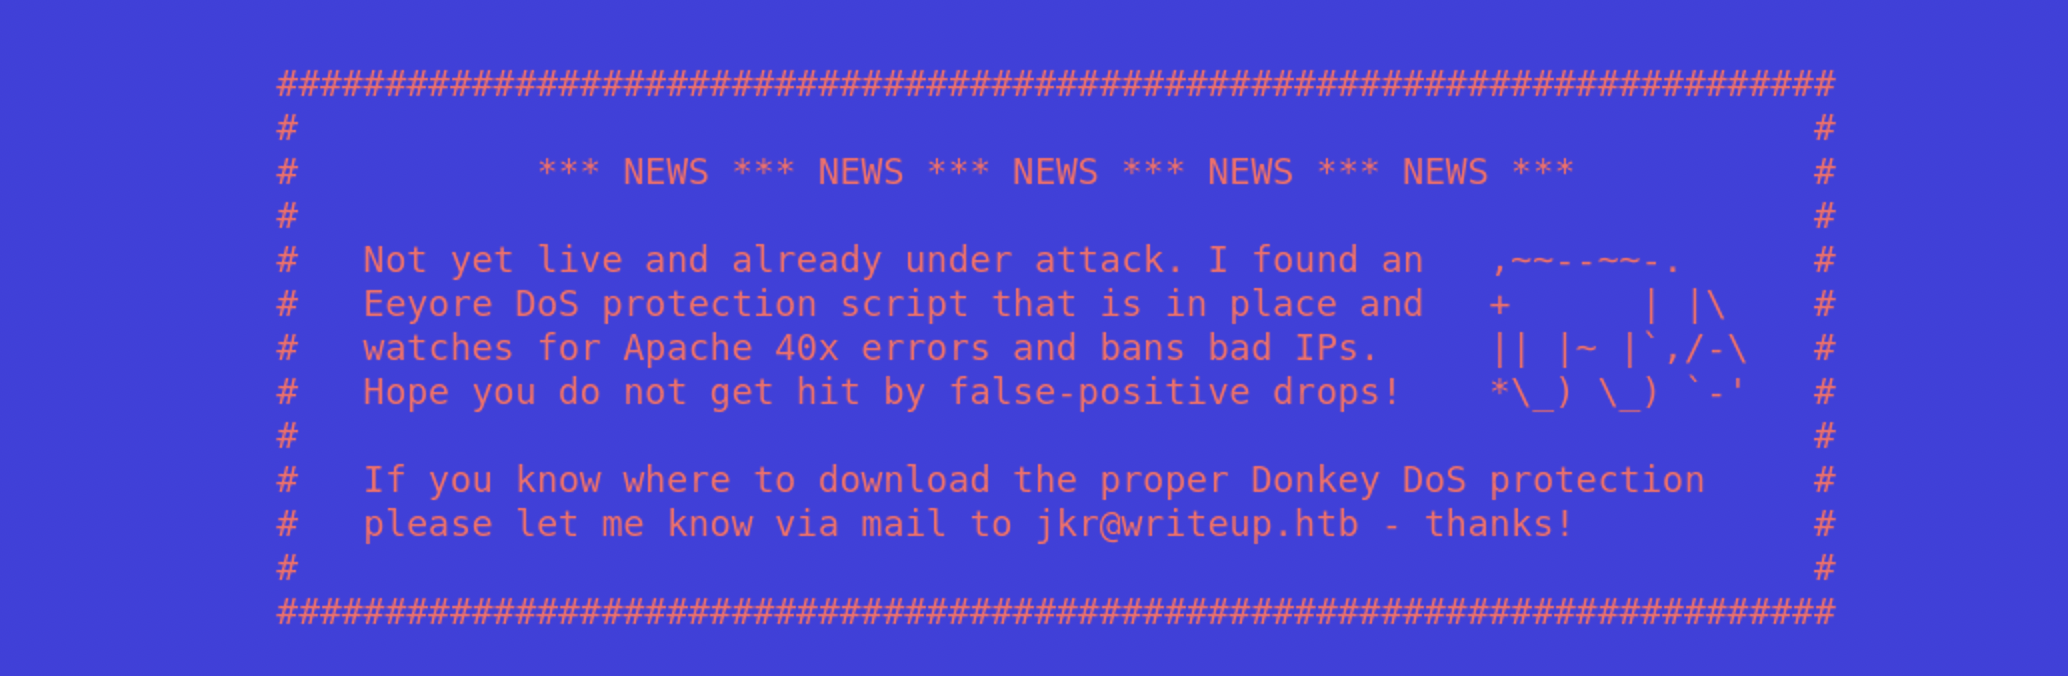 ########################################################################
#                                                                      #
#           *** NEWS *** NEWS *** NEWS *** NEWS *** NEWS ***           #
#                                                                      #
#   Not yet live and already under attack. I found an   ,~~--~~-.      #
#   Eeyore DoS protection script that is in place and   +      | |\    #
#   watches for Apache 40x errors and bans bad IPs.     || |~ |`,/-\   #
#   Hope you do not get hit by false-positive drops!    *\_) \_) `-'   #
#                                                                      #
#   If you know where to download the proper Donkey DoS protection     #
#   please let me know via mail to jkr@writeup.htb - thanks!           #
#                                                                      #
########################################################################